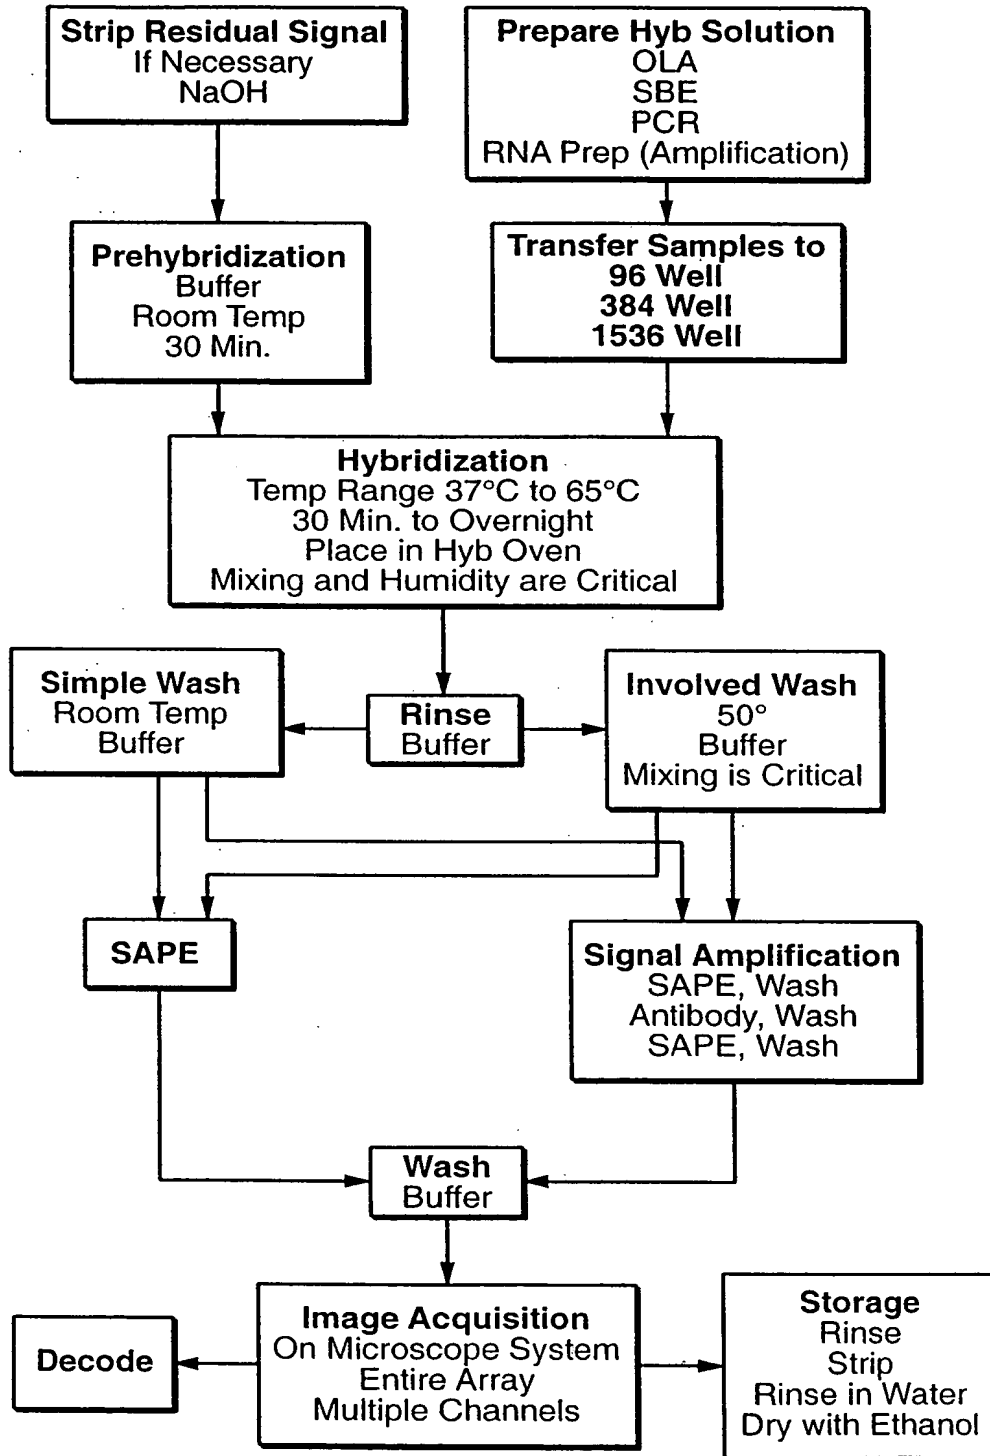 Strip Residual Signal
If Necessary
NaOH
Prepare Hyb Solution
OLA
SBE
PCR
RNA Prep (Amplification)
Prehybridization
Buffer
Room Temp
30 Min.
Transfer Samples to
96 Well
384 Well
1536 Well
Hybridization
Temp Range 37°C to 65°C
30 Min. to Overnight
Place in Hyb Oven
Mixing and Humidity are Critical
Simple Wash
Room Temp
Buffer
Rinse
Buffer
Involved Wash
50°
Buffer
Mixing is Critical
SAPE
Signal Amplification
SAPE, Wash
Antibody, Wash
SAPE, Wash
Wash
Buffer
Decode
Image Acquisition
On Microscope System
Entire Array
Multiple Channels
Storage
Rinse
Strip
Rinse in Water
Dry with Ethanol